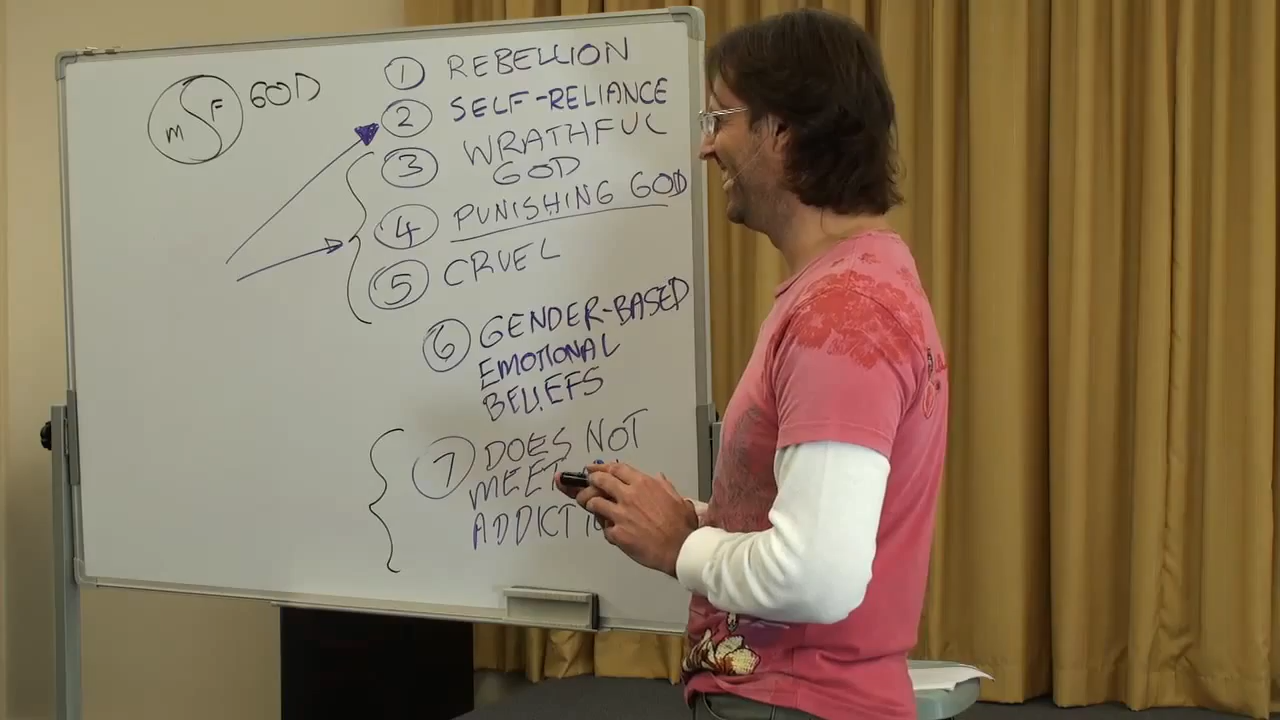 M F GOD
1 REBELLION
2 SELF-RELIANCE
3 WRATHFUL
GOD
4 PUNISHING GOD
5 CRUEL
6 GENDER-BASED
EMOTIONAL
BELIEFS
7 DOES NOT
MEET